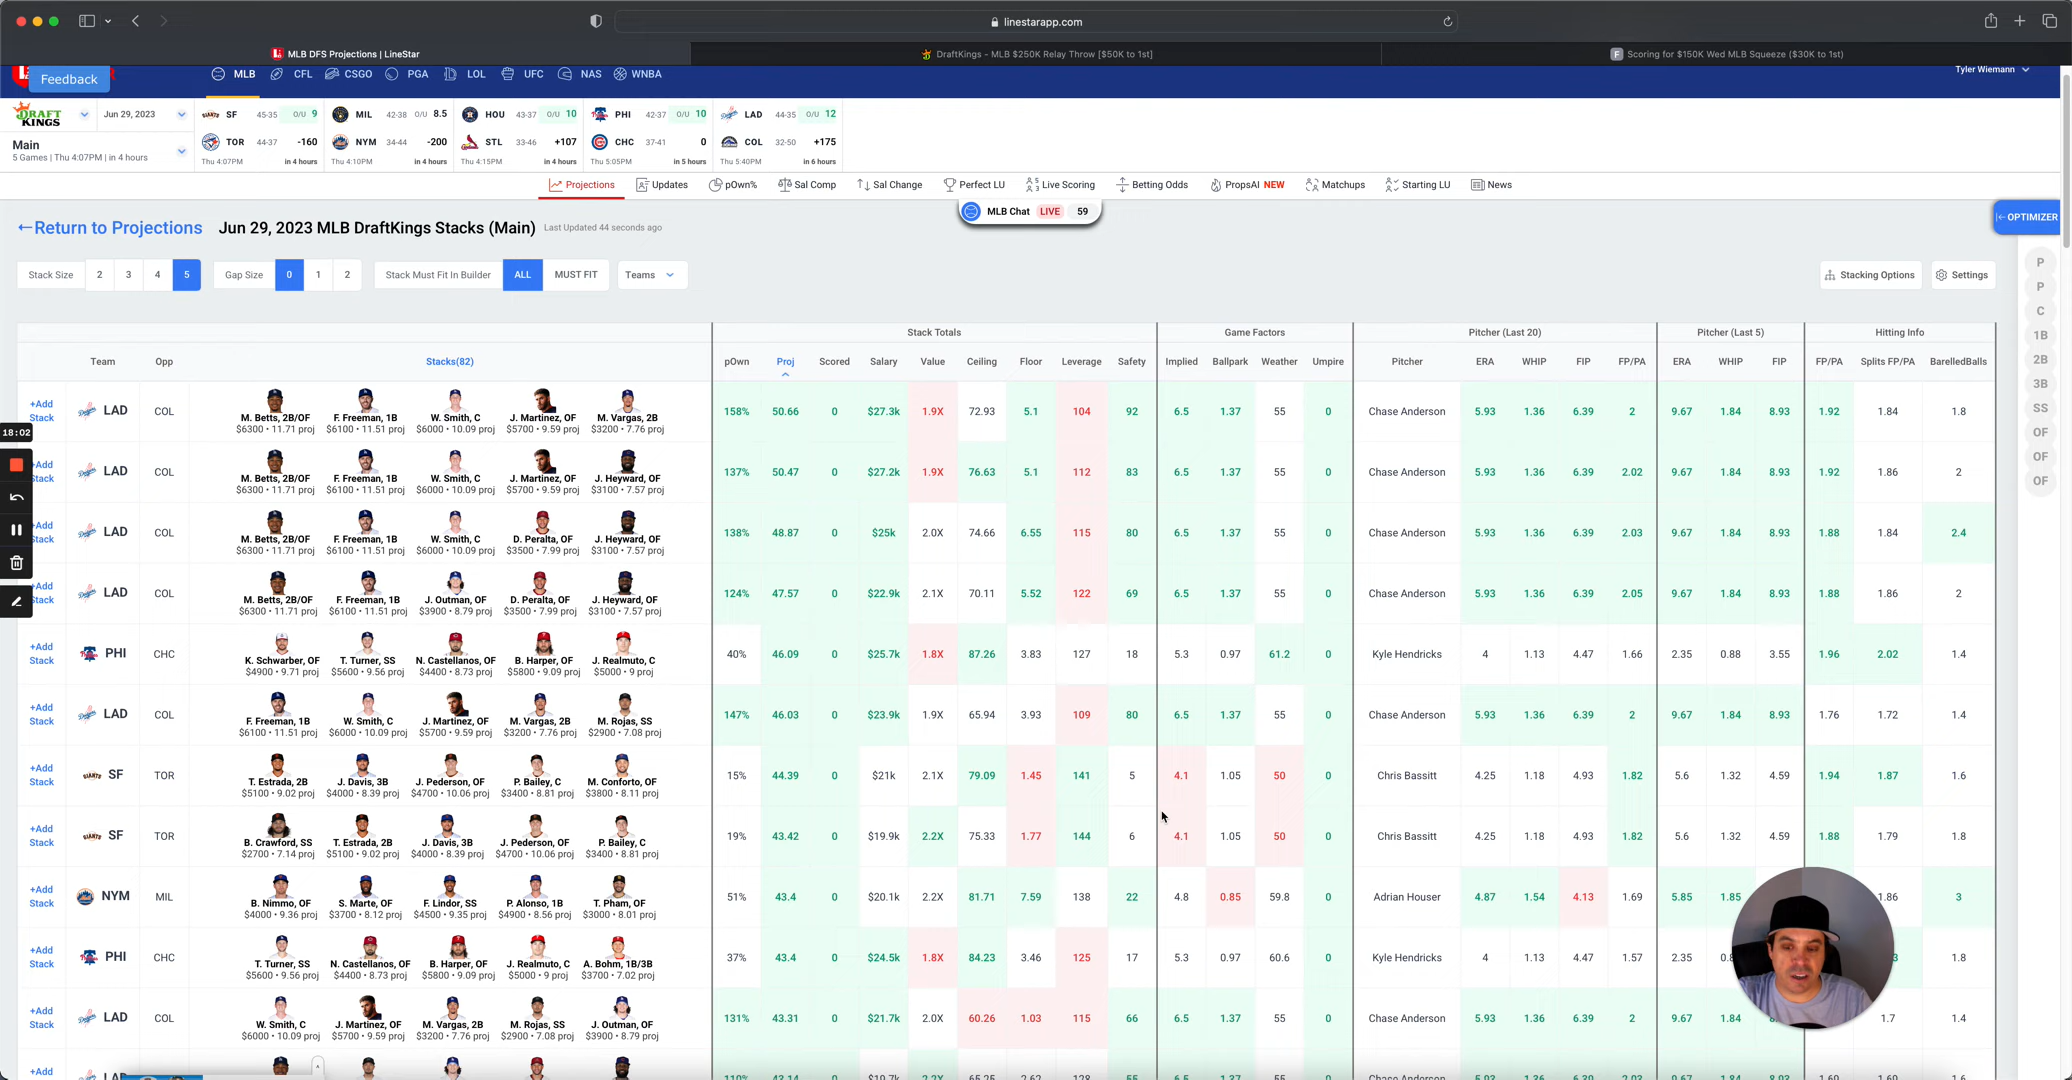 linestarapp.com
MLB DFS Projections | LineStar
DraftKings - MLB $250K Relay Throw [$50K to 1st]
Scoring for $150K Wed MLB Squeeze ($30K to 1st)
Feedback
MLB CFL CSGO PGA LOL UFC NAS WNBA
Tyler Wiemann
DRAFT KINGS Jun 29, 2023
Main
5 Games | Thu 4:07PM | in 4 hours
SF 45-35 O/U 9
TOR 44-37 -160
Thu 4:07PM in 4 hours
MIL 42-38 O/U 8.5
NYM 34-44 -200
Thu 4:10PM in 4 hours
HOU 43-37 O/U 10
STL 33-46 +107
Thu 4:15PM in 4 hours
PHI 42-37 O/U 10
CHC 37-41 0
Thu 5:05PM in 5 hours
LAD 44-35 O/U 12
COL 32-50 +175
Thu 5:40PM in 6 hours
Projections Updates pOwn% Sal Comp Sal Change Perfect LU Live Scoring Betting Odds PropsAI NEW Matchups Starting LU News
MLB Chat LIVE 59
←Return to Projections Jun 29, 2023 MLB DraftKings Stacks (Main) Last Updated 44 seconds ago
OPTIMIZER
Stack Size 2 3 4 5 Gap Size 0 1 2 Stack Must Fit In Builder ALL MUST FIT Teams Stacking Options Settings
P
P
C
1B
2B
3B
SS
OF
OF
OF
Stack Totals Game Factors Pitcher (Last 20) Pitcher (Last 5) Hitting Info
Team Opp Stacks(82) pOwn Proj Scored Salary Value Ceiling Floor Leverage Safety Implied Ballpark Weather Umpire Pitcher ERA WHIP FIP FP/PA ERA WHIP FIP FP/PA Splits FP/PA BarelledBalls
18:02
+Add Stack LAD COL
M. Betts, 2B/OF F. Freeman, 1B W. Smith, C J. Martinez, OF M. Vargas, 2B
$6300 • 11.71 proj $6100 • 11.51 proj $6000 • 10.09 proj $5700 • 9.59 proj $3200 • 7.76 proj
158% 50.66 0 $27.3k 1.9X 72.93 5.1 104 92 6.5 1.37 55 0 Chase Anderson 5.93 1.36 6.39 2 9.67 1.84 8.93 1.92 1.84 1.8
+Add Stack LAD COL
M. Betts, 2B/OF F. Freeman, 1B W. Smith, C J. Martinez, OF J. Heyward, OF
$6300 • 11.71 proj $6100 • 11.51 proj $6000 • 10.09 proj $5700 • 9.59 proj $3100 • 7.57 proj
137% 50.47 0 $27.2k 1.9X 76.63 5.1 112 83 6.5 1.37 55 0 Chase Anderson 5.93 1.36 6.39 2.02 9.67 1.84 8.93 1.92 1.86 2
+Add Stack LAD COL
M. Betts, 2B/OF F. Freeman, 1B W. Smith, C D. Peralta, OF J. Heyward, OF
$6300 • 11.71 proj $6100 • 11.51 proj $6000 • 10.09 proj $3500 • 7.99 proj $3100 • 7.57 proj
138% 48.87 0 $25k 2.0X 74.66 6.55 115 80 6.5 1.37 55 0 Chase Anderson 5.93 1.36 6.39 2.03 9.67 1.84 8.93 1.88 1.84 2.4
+Add Stack LAD COL
M. Betts, 2B/OF F. Freeman, 1B J. Outman, OF D. Peralta, OF J. Heyward, OF
$6300 • 11.71 proj $6100 • 11.51 proj $3900 • 8.79 proj $3500 • 7.99 proj $3100 • 7.57 proj
124% 47.57 0 $22.9k 2.1X 70.11 5.52 122 69 6.5 1.37 55 0 Chase Anderson 5.93 1.36 6.39 2.05 9.67 1.84 8.93 1.88 1.86 2
+Add Stack PHI CHC
K. Schwarber, OF T. Turner, SS N. Castellanos, OF B. Harper, OF J. Realmuto, C
$4900 • 9.71 proj $5600 • 9.56 proj $4400 • 8.73 proj $5800 • 9.09 proj $5000 • 9 proj
40% 46.09 0 $25.7k 1.8X 87.26 3.83 127 18 5.3 0.97 61.2 0 Kyle Hendricks 4 1.13 4.47 1.66 2.35 0.88 3.55 1.96 2.02 1.4
+Add Stack LAD COL
F. Freeman, 1B W. Smith, C J. Martinez, OF M. Vargas, 2B M. Rojas, SS
$6100 • 11.51 proj $6000 • 10.09 proj $5700 • 9.59 proj $3200 • 7.76 proj $2900 • 7.08 proj
147% 46.03 0 $23.9k 1.9X 65.94 3.93 109 80 6.5 1.37 55 0 Chase Anderson 5.93 1.36 6.39 2 9.67 1.84 8.93 1.76 1.72 1.4
+Add Stack SF TOR
T. Estrada, 2B J. Davis, 3B J. Pederson, OF P. Bailey, C M. Conforto, OF
$5100 • 9.02 proj $4000 • 8.39 proj $4700 • 10.06 proj $3400 • 8.81 proj $3800 • 8.11 proj
15% 44.39 0 $21k 2.1X 79.09 1.45 141 5 4.1 1.05 50 0 Chris Bassitt 4.25 1.18 4.93 1.82 5.6 1.32 4.59 1.94 1.87 1.6
+Add Stack SF TOR
B. Crawford, SS T. Estrada, 2B J. Davis, 3B J. Pederson, OF P. Bailey, C
$2700 • 7.14 proj $5100 • 9.02 proj $4000 • 8.39 proj $4700 • 10.06 proj $3400 • 8.81 proj
19% 43.42 0 $19.9k 2.2X 75.33 1.77 144 6 4.1 1.05 50 0 Chris Bassitt 4.25 1.18 4.93 1.82 5.6 1.32 4.59 1.88 1.79 1.8
+Add Stack NYM MIL
B. Nimmo, OF S. Marte, OF F. Lindor, SS P. Alonso, 1B T. Pham, OF
$4000 • 9.36 proj $3700 • 8.12 proj $4500 • 9.35 proj $4900 • 8.56 proj $3000 • 8.01 proj
51% 43.4 0 $20.1k 2.2X 81.71 7.59 138 22 4.8 0.85 59.8 0 Adrian Houser 4.87 1.54 4.13 1.69 5.85 1.85 1.86 3
+Add Stack PHI CHC
T. Turner, SS N. Castellanos, OF B. Harper, OF J. Realmuto, C A. Bohm, 1B/3B
$5600 • 9.56 proj $4400 • 8.73 proj $5800 • 9.09 proj $5000 • 9 proj $3700 • 7.02 proj
37% 43.4 0 $24.5k 1.8X 84.23 3.46 125 17 5.3 0.97 60.6 0 Kyle Hendricks 4 1.13 4.47 1.57 2.35 1.8
+Add Stack LAD COL
W. Smith, C J. Martinez, OF M. Vargas, 2B M. Rojas, SS J. Outman, OF
$6000 • 10.09 proj $5700 • 9.59 proj $3200 • 7.76 proj $2900 • 7.08 proj $3900 • 8.79 proj
131% 43.31 0 $21.7k 2.0X 60.26 1.03 115 66 6.5 1.37 55 0 Chase Anderson 5.93 1.36 6.39 2 9.67 1.84 1.7 1.4
+Add